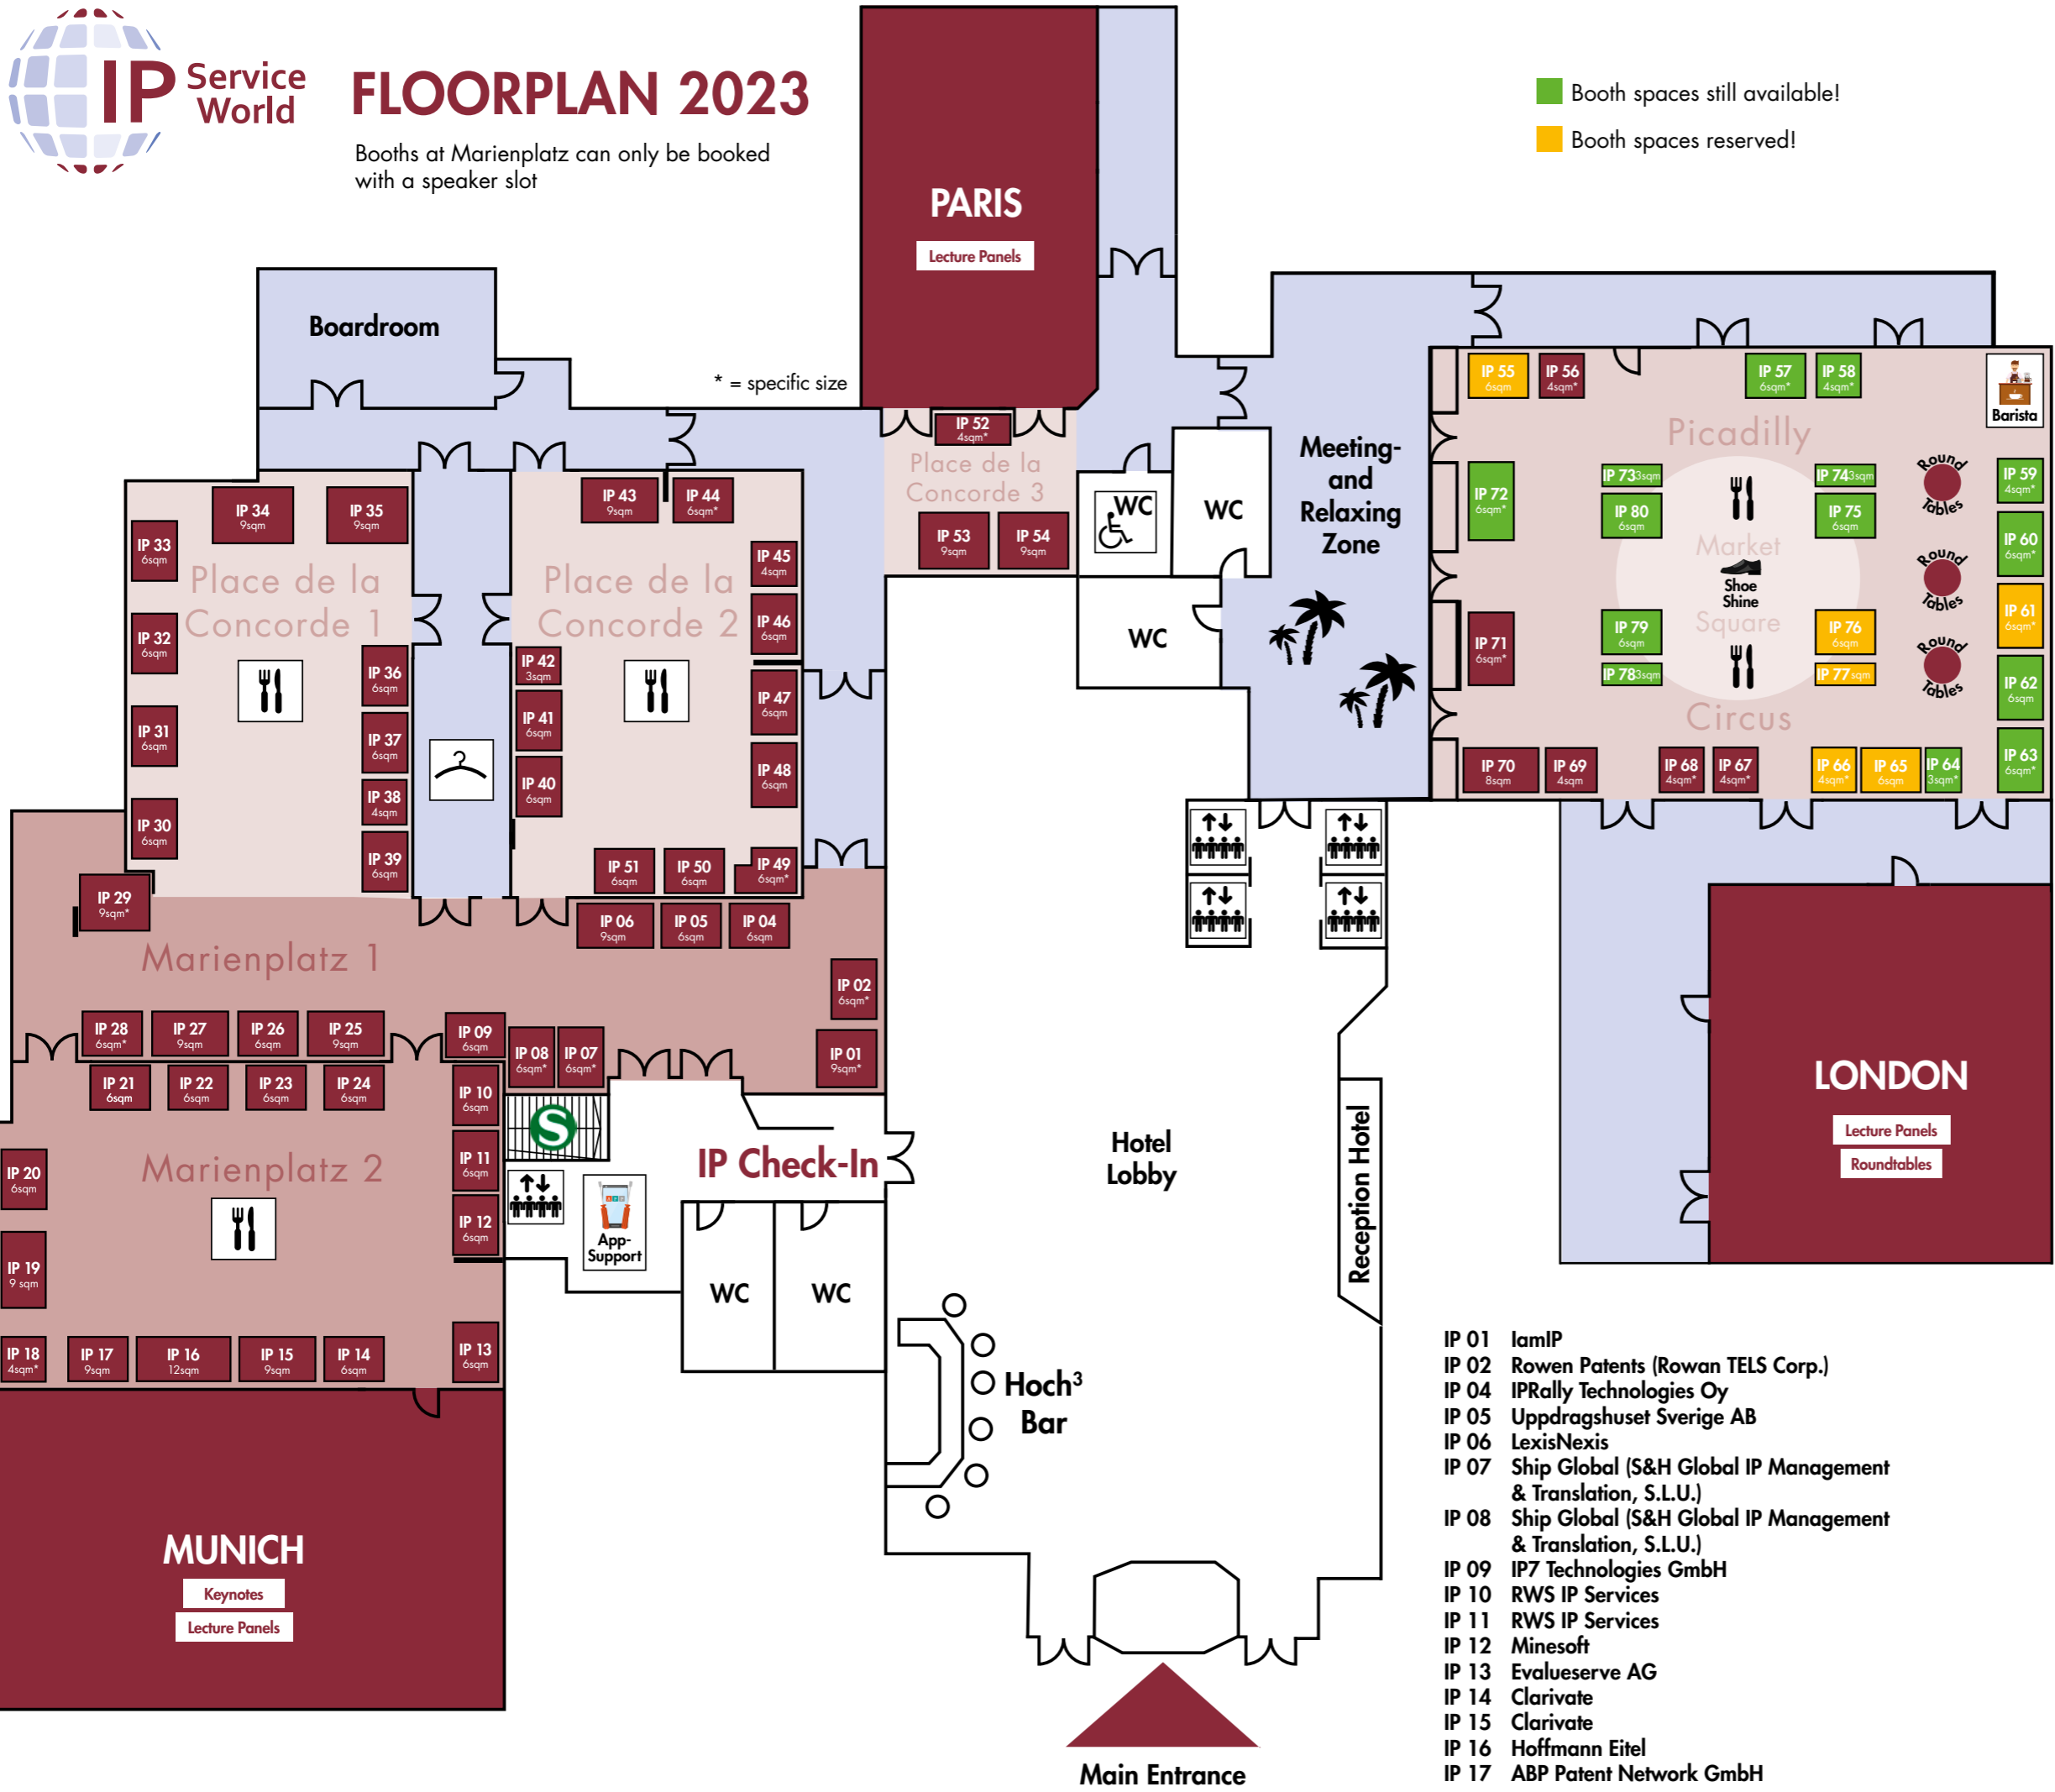 IP Service
World
FLOORPLAN 2023
Booths at Marienplatz can only be booked
with a speaker slot
Booth spaces still available!
Booth spaces reserved!
PARIS
Lecture Panels
Boardroom
* = specific size
IP 52
4sqm*
Place de la
Concorde 3
IP 53
9sqm
IP 54
9sqm
WC
WC
WC
Meeting-
and
Relaxing
Zone
IP 34
9sqm
IP 35
9sqm
IP 33
6sqm
Place de la
Concorde 1
IP 32
6sqm
IP 31
6sqm
IP 30
6sqm
IP 36
6sqm
IP 37
6sqm
IP 38
4sqm
IP 39
6sqm
IP 43
9sqm
IP 44
6sqm*
IP 45
4sqm
IP 46
6sqm
Place de la
Concorde 2
IP 42
3sqm
IP 41
6sqm
IP 40
6sqm
IP 47
6sqm
IP 48
6sqm
IP 51
6sqm
IP 50
6sqm
IP 49
6sqm*
IP 55
6sqm
IP 56
4sqm*
IP 57
6sqm*
IP 58
4sqm*
Barista
Picadilly
IP 72
6sqm*
IP 73 3sqm
IP 80
6sqm
IP 74 3sqm
IP 75
6sqm
Round
Tables
IP 59
4sqm*
IP 60
6sqm*
Market
Shoe
Shine
Square
Round
Tables
IP 61
6sqm*
IP 71
6sqm*
IP 79
6sqm
IP 78 3sqm
IP 76
6sqm
IP 77 sqm
Round
Tables
IP 62
6sqm
Circus
IP 70
8sqm
IP 69
4sqm
IP 68
4sqm*
IP 67
4sqm*
IP 66
4sqm*
IP 65
6sqm
IP 64
3sqm*
IP 63
6sqm*
IP 29
9sqm*
IP 06
9sqm
IP 05
6sqm
IP 04
6sqm
Marienplatz 1
IP 02
6sqm*
IP 01
9sqm*
IP 28
6sqm*
IP 27
9sqm
IP 26
6sqm
IP 25
9sqm
IP 09
6sqm
IP 08
6sqm*
IP 07
6sqm*
IP 21
6sqm
IP 22
6sqm
IP 23
6sqm
IP 24
6sqm
IP 10
6sqm
IP 11
6sqm
IP 12
6sqm
IP 20
6sqm
Marienplatz 2
IP 19
9 sqm
IP 18
4sqm*
IP 17
9sqm
IP 16
12sqm
IP 15
9sqm
IP 14
6sqm
IP 13
6sqm
S
IP Check-In
App-
Support
WC
WC
Hotel
Lobby
Reception Hotel
Hoch³
Bar
LONDON
Lecture Panels
Roundtables
MUNICH
Keynotes
Lecture Panels
Main Entrance
IP 01 IamIP
IP 02 Rowen Patents (Rowan TELS Corp.)
IP 04 IPRally Technologies Oy
IP 05 Uppdragshuset Sverige AB
IP 06 LexisNexis
IP 07 Ship Global (S&H Global IP Management
& Translation, S.L.U.)
IP 08 Ship Global (S&H Global IP Management
& Translation, S.L.U.)
IP 09 IP7 Technologies GmbH
IP 10 RWS IP Services
IP 11 RWS IP Services
IP 12 Minesoft
IP 13 Evalueserve AG
IP 14 Clarivate
IP 15 Clarivate
IP 16 Hoffmann Eitel
IP 17 ABP Patent Network GmbH